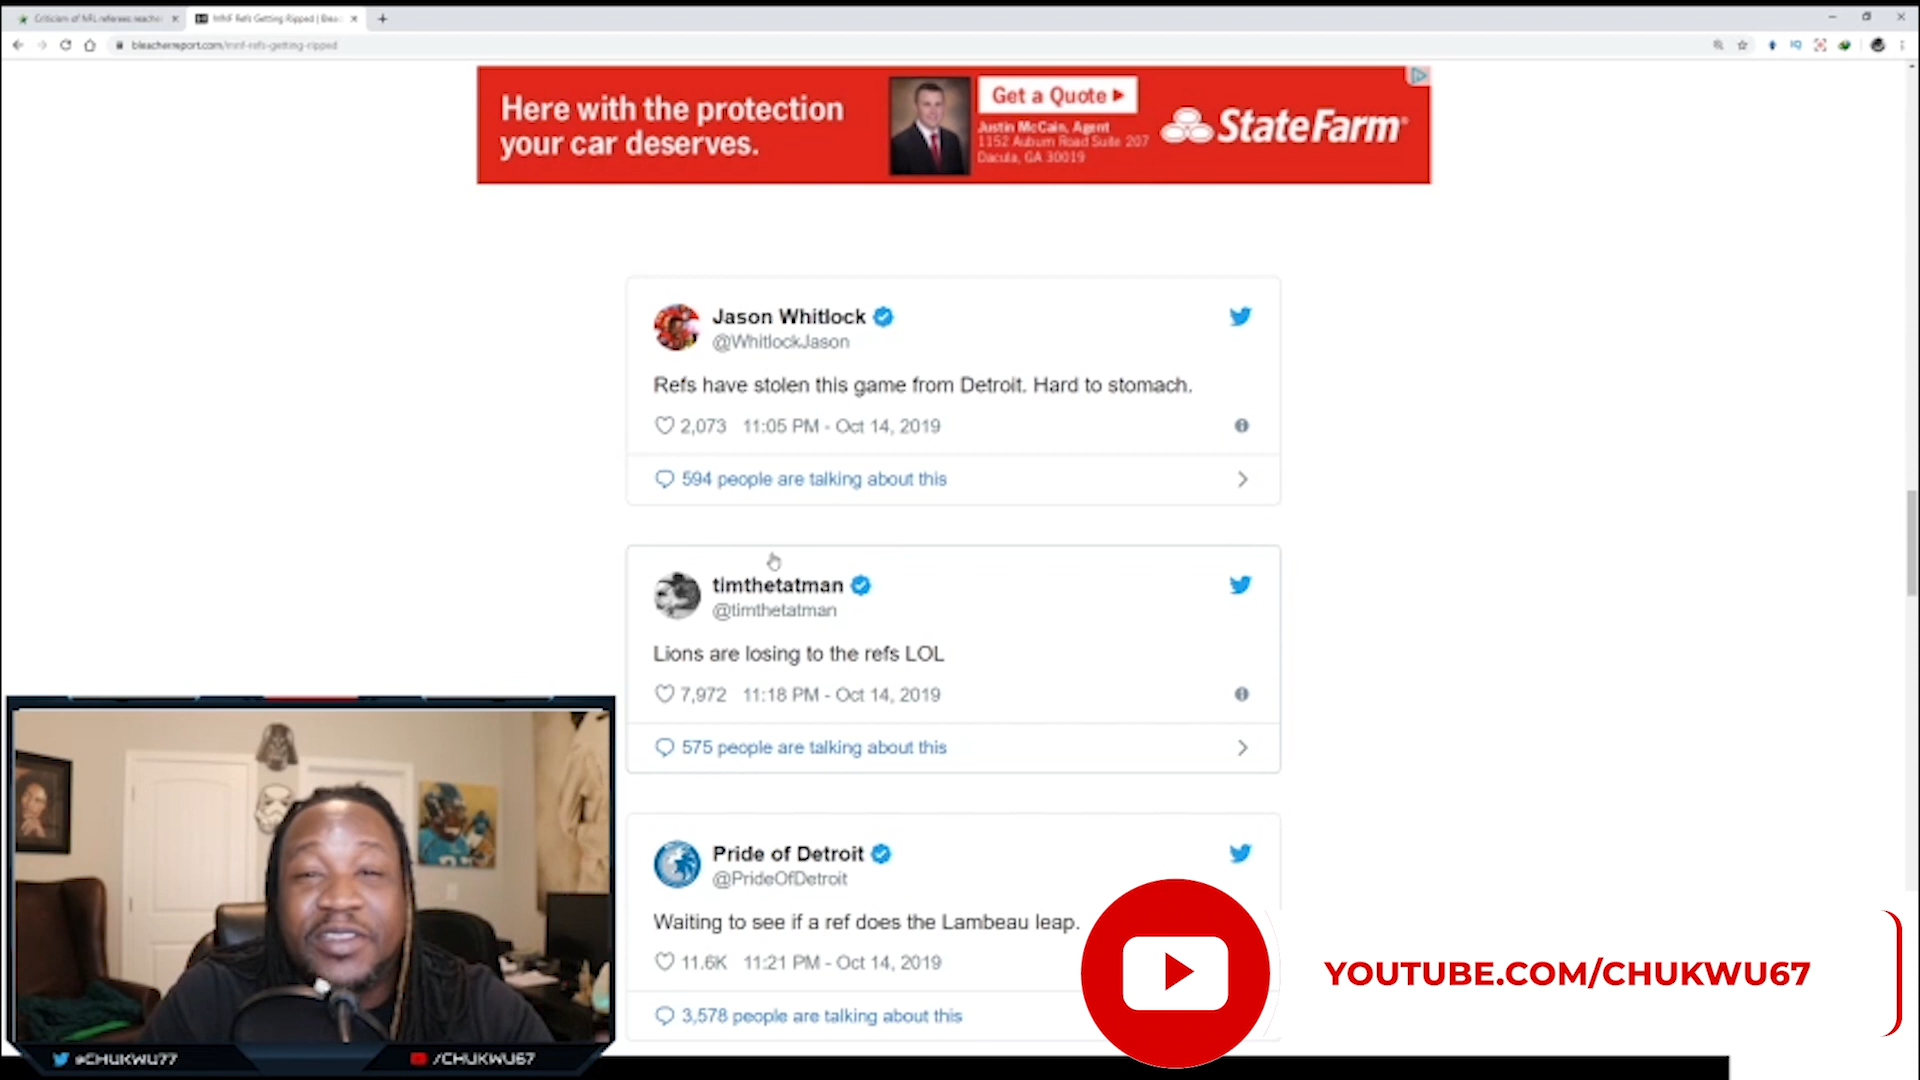 Criticism of NFL referees reache
MNF Refs Getting Ripped | Bleac
bleacherreport.com/mnf-refs-getting-ripped
Here with the protection
your car deserves.
Get a Quote
Justin McCain, Agent
1152 Auburn Road Suite 207
Dacula, GA 30019
StateFarm
Jason Whitlock
@WhitlockJason
Refs have stolen this game from Detroit. Hard to stomach.
2,073 11:05 PM - Oct 14, 2019
594 people are talking about this
timthetatman
@timthetatman
Lions are losing to the refs LOL
7,972 11:18 PM - Oct 14, 2019
575 people are talking about this
Pride of Detroit
@PrideOfDetroit
Waiting to see if a ref does the Lambeau leap.
11.6K 11:21 PM - Oct 14, 2019
3,578 people are talking about this
YOUTUBE.COM/CHUKWU67
@CHUKWU77
/CHUKWU67